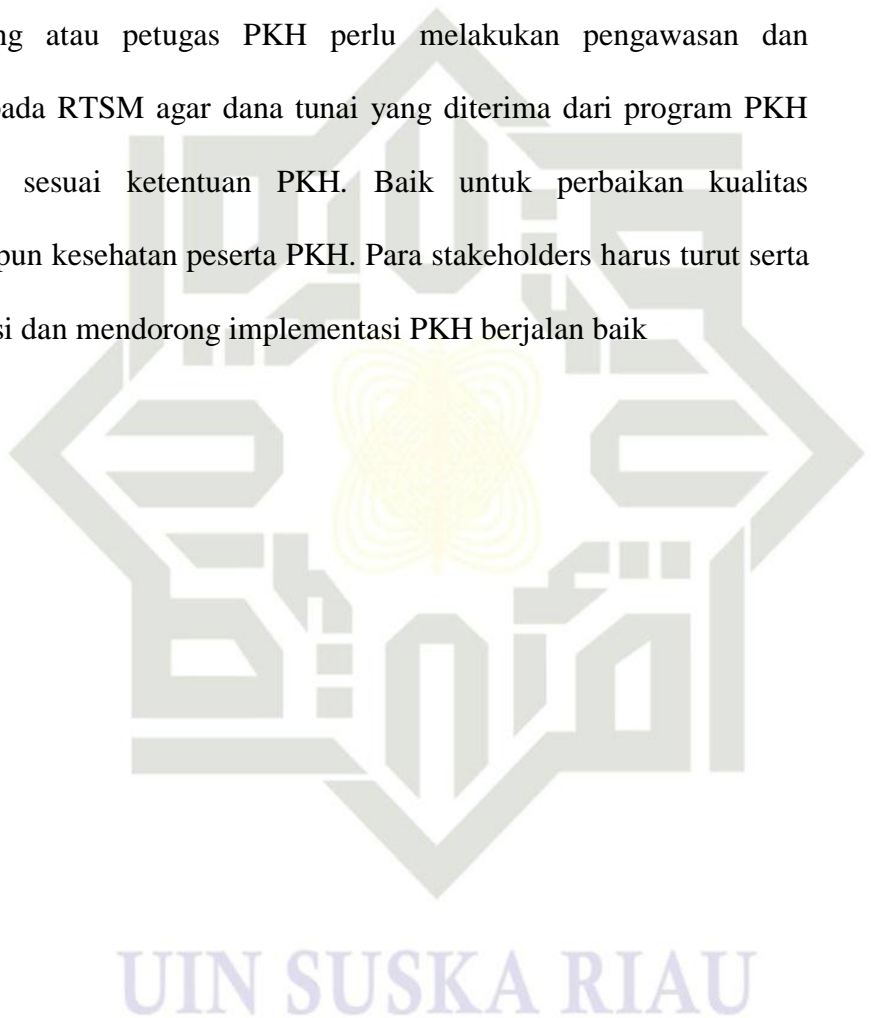 ng atau petugas PKH perlu melakukan pengawasan dan
pada RTSM agar dana tunai yang diterima dari program PKH
sesuai ketentuan PKH. Baik untuk perbaikan kualitas
pun kesehatan peserta PKH. Para stakeholders harus turut serta
si dan mendorong implementasi PKH berjalan baik
UIN SUSKA RIAU